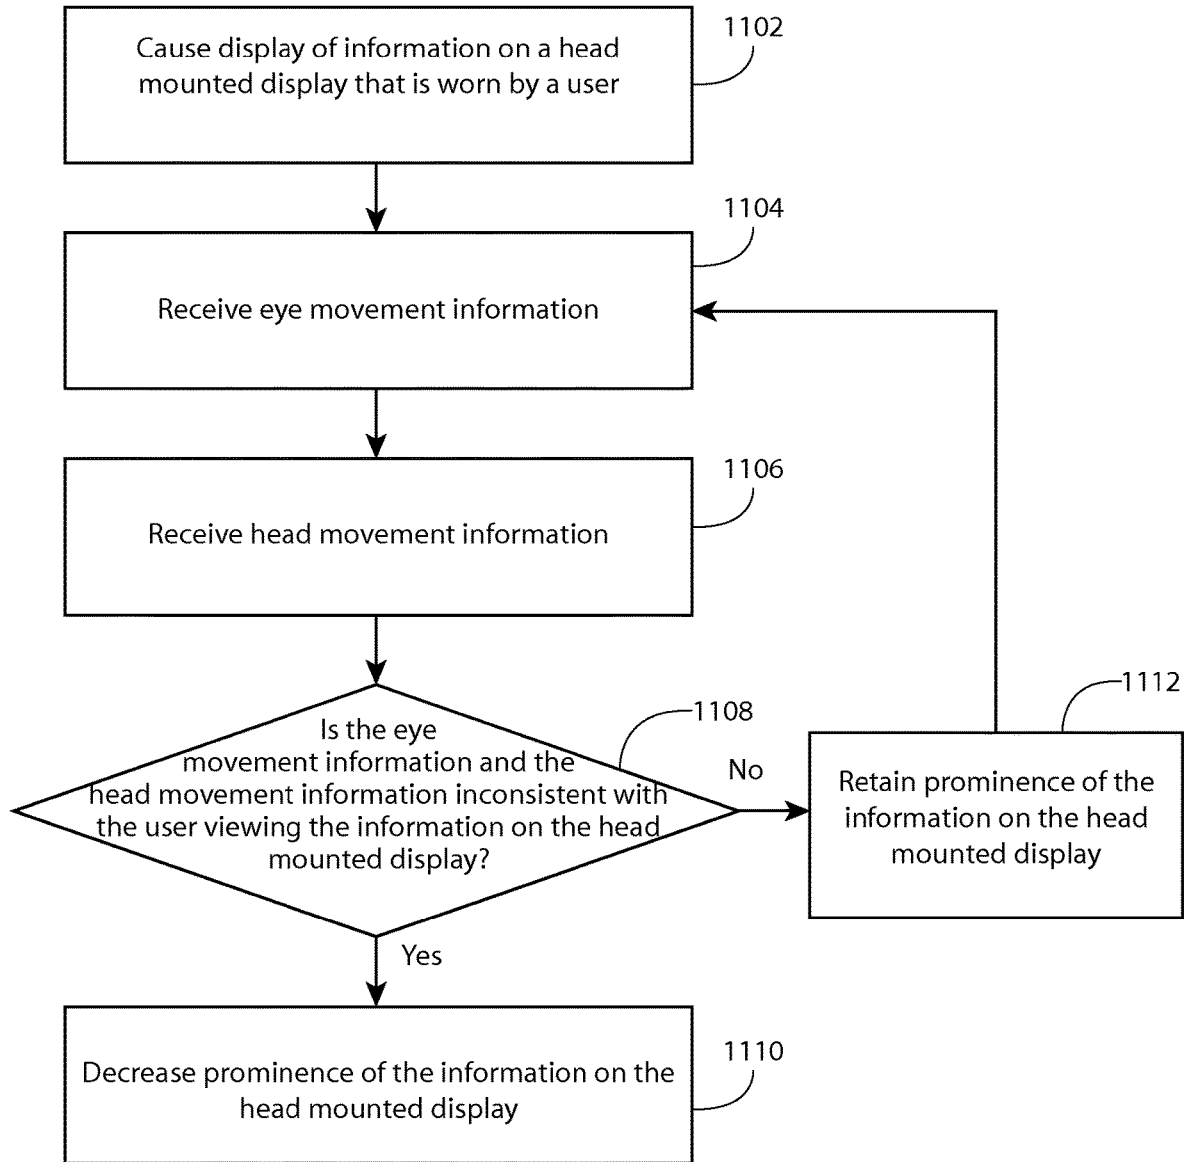 Cause display of information on a head
mounted display that is worn by a user
1102
Receive eye movement information
1104
Receive head movement information
1106
Is the eye
movement information and the
head movement information inconsistent with
the user viewing the information on the head
mounted display?
1108
No
Retain prominence of the
information on the head
mounted display
1112
Yes
Decrease prominence of the information on the
head mounted display
1110